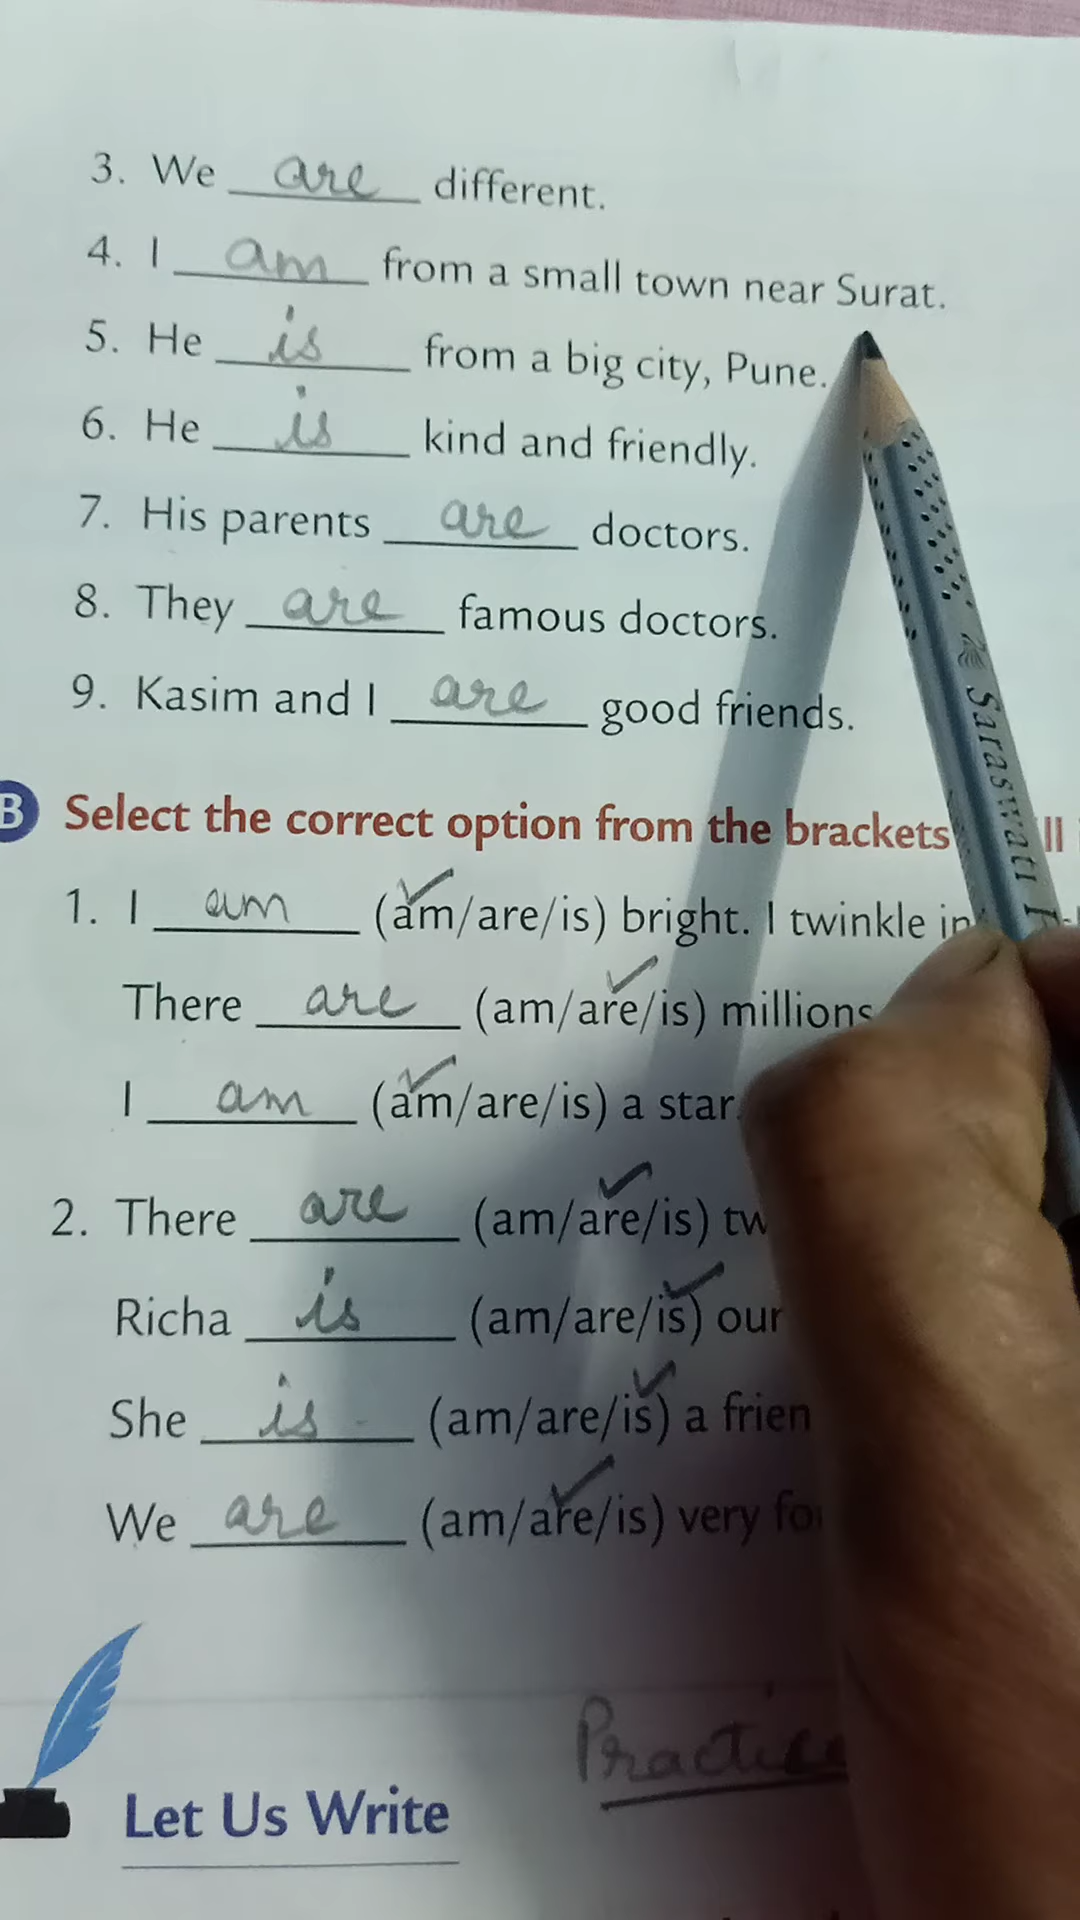 3. We are different.
4. I am from a small town near Surat.
5. He is from a big city, Pune.
6. He is kind and friendly.
7. His parents are doctors.
8. They are famous doctors.
9. Kasim and I are good friends.
B Select the correct option from the brackets
1. I am (am/are/is) bright. I twinkle in
There are (am/are/is) millions
I am (am/are/is) a star.
2. There are (am/are/is)
Richa is (am/are/is) our
She is (am/are/is) a
We are (am/are/is) very
Practice
Let Us Write
Saraswati